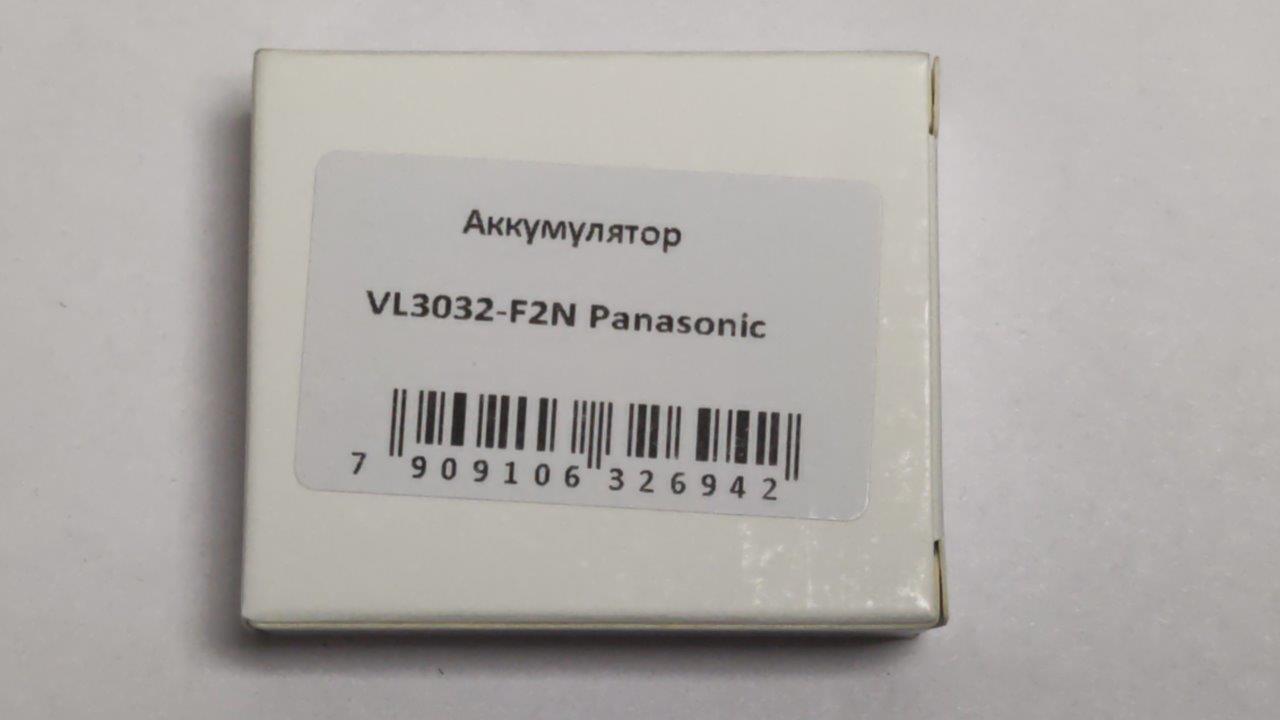 Аккумулятор
VL3032-F2N Panasonic
7 909106 326942